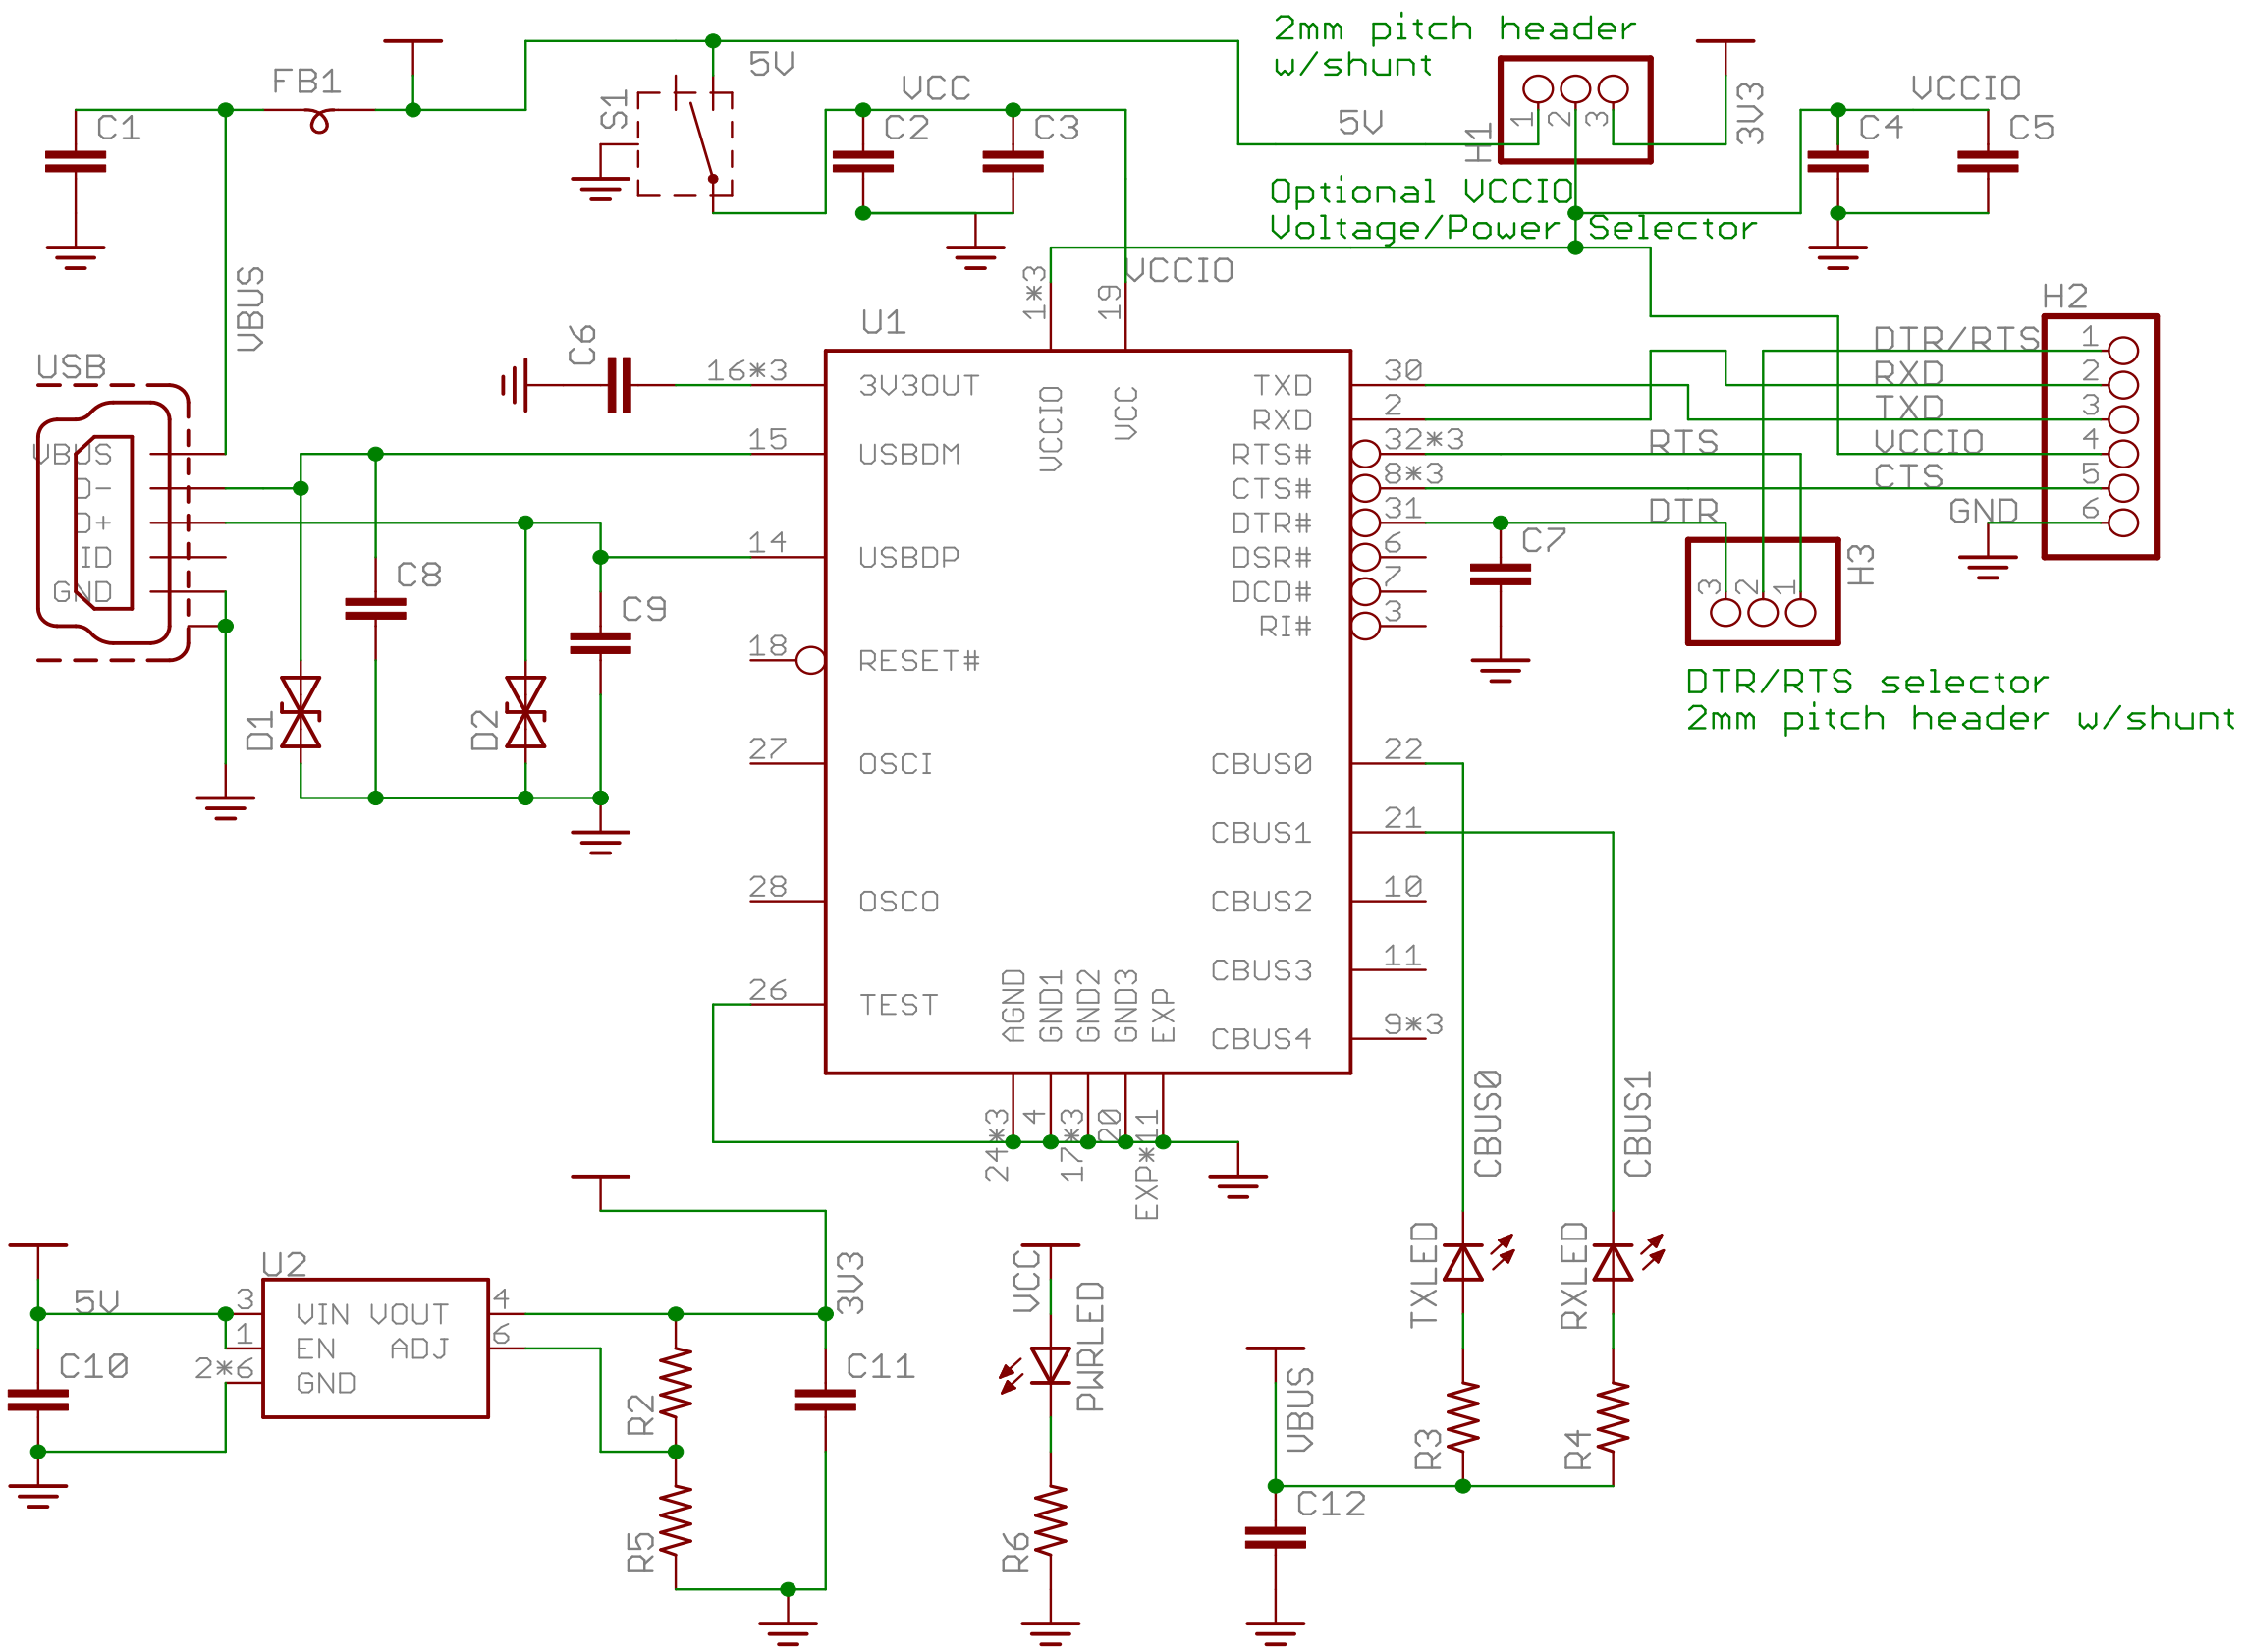 2mm pitch header
w/shunt
5V
FB1
VCC
VCCIO
C1
S1
C2
C3
5V
H1
1
2
3
3V3
C4
C5
Optional VCCIO
Voltage/Power Selector
VBUS
1*3
19
VCCIO
H2
U1
C6
USB
16*3
3V3OUT
VCCIO
VCC
TXD
30
DTR/RTS
1
RXD
2
RXD
2
TXD
3
VBUS
15
USBDM
RTS#
32*3
RTS
VCCIO
4
D-
CTS#
8*3
CTS
5
D+
DTR#
31
DTR
GND
6
ID
14
USBDP
DSR#
6
C7
H3
GND
C8
DCD#
7
3
2
1
C9
RI#
3
18
RESET#
DTR/RTS selector
2mm pitch header w/shunt
D1
D2
27
OSCI
CBUS0
22
CBUS1
21
28
OSCO
CBUS2
10
CBUS3
11
26
TEST
AGND
GND1
GND2
GND3
EXP
CBUS4
9*3
24*3
4
17*3
20
EXP*11
CBUS0
CBUS1
U2
3V3
VCC
TXLED
RXLED
5V
3
VIN
VOUT
4
PWRLED
1
EN
ADJ
6
C10
2*6
GND
C11
VBUS
R2
R3
R4
C12
R5
R6